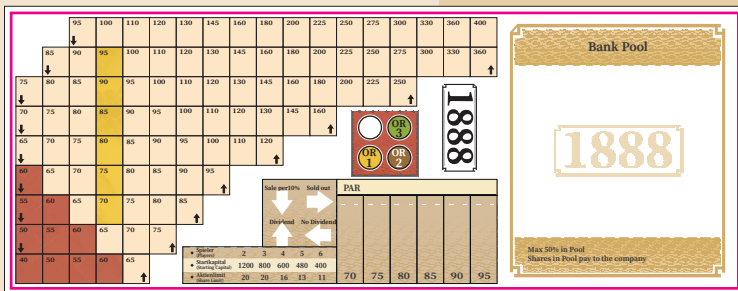 95 100 110 120 130 145 160 180 200 225 250 275 300 330 360 400
85 90 95 100 120 130 145 160 180 200 225 225 250 275 300 330 360
75 80 85 90 95 100 110 120 130 145 160 180 200 225 250
70 75 80 85 90 95 100 110 120 130 145 160
65 70 75 80 85 90 95 100 110 120
60 65 70 75 80 85 90 95
55 60 65 70 75 80 85
50 55 60 65 70 75
40 50 55 60 65
OR
3
OR
1
OR
2
1888
Sale per10% Sold out
Dividend No Dividend
PAR
70 75 80 85 90 95
Spieler
(Players) 2 3 4 5 6
Startkapital
(Starting Capital) 1200 800 600 480 400
Aktienlimit
(Share Limit) 20 20 16 13 11
Bank Pool
1888
Max 50% in Pool
Shares in Pool pay to the company